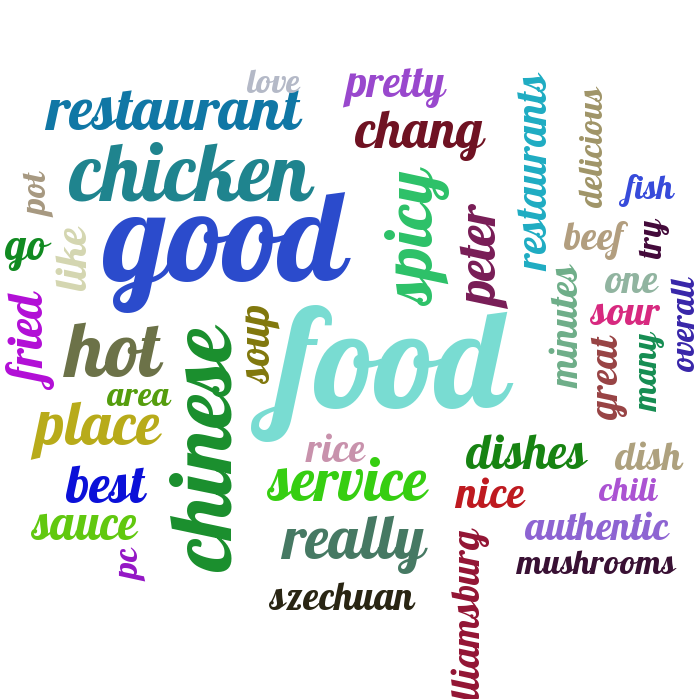 love
pretty
restaurant
chang
restaurants
delicious
chicken
pot
spicy
fish
good
peter
beef
try
go
like
minutes
one
sour
overall
fried
hot
soup
food
great
many
chinese
area
place
rice
dishes
dish
best
service
nice
chili
sauce
really
authentic
pc
mushrooms
szechuan
lliamsburg